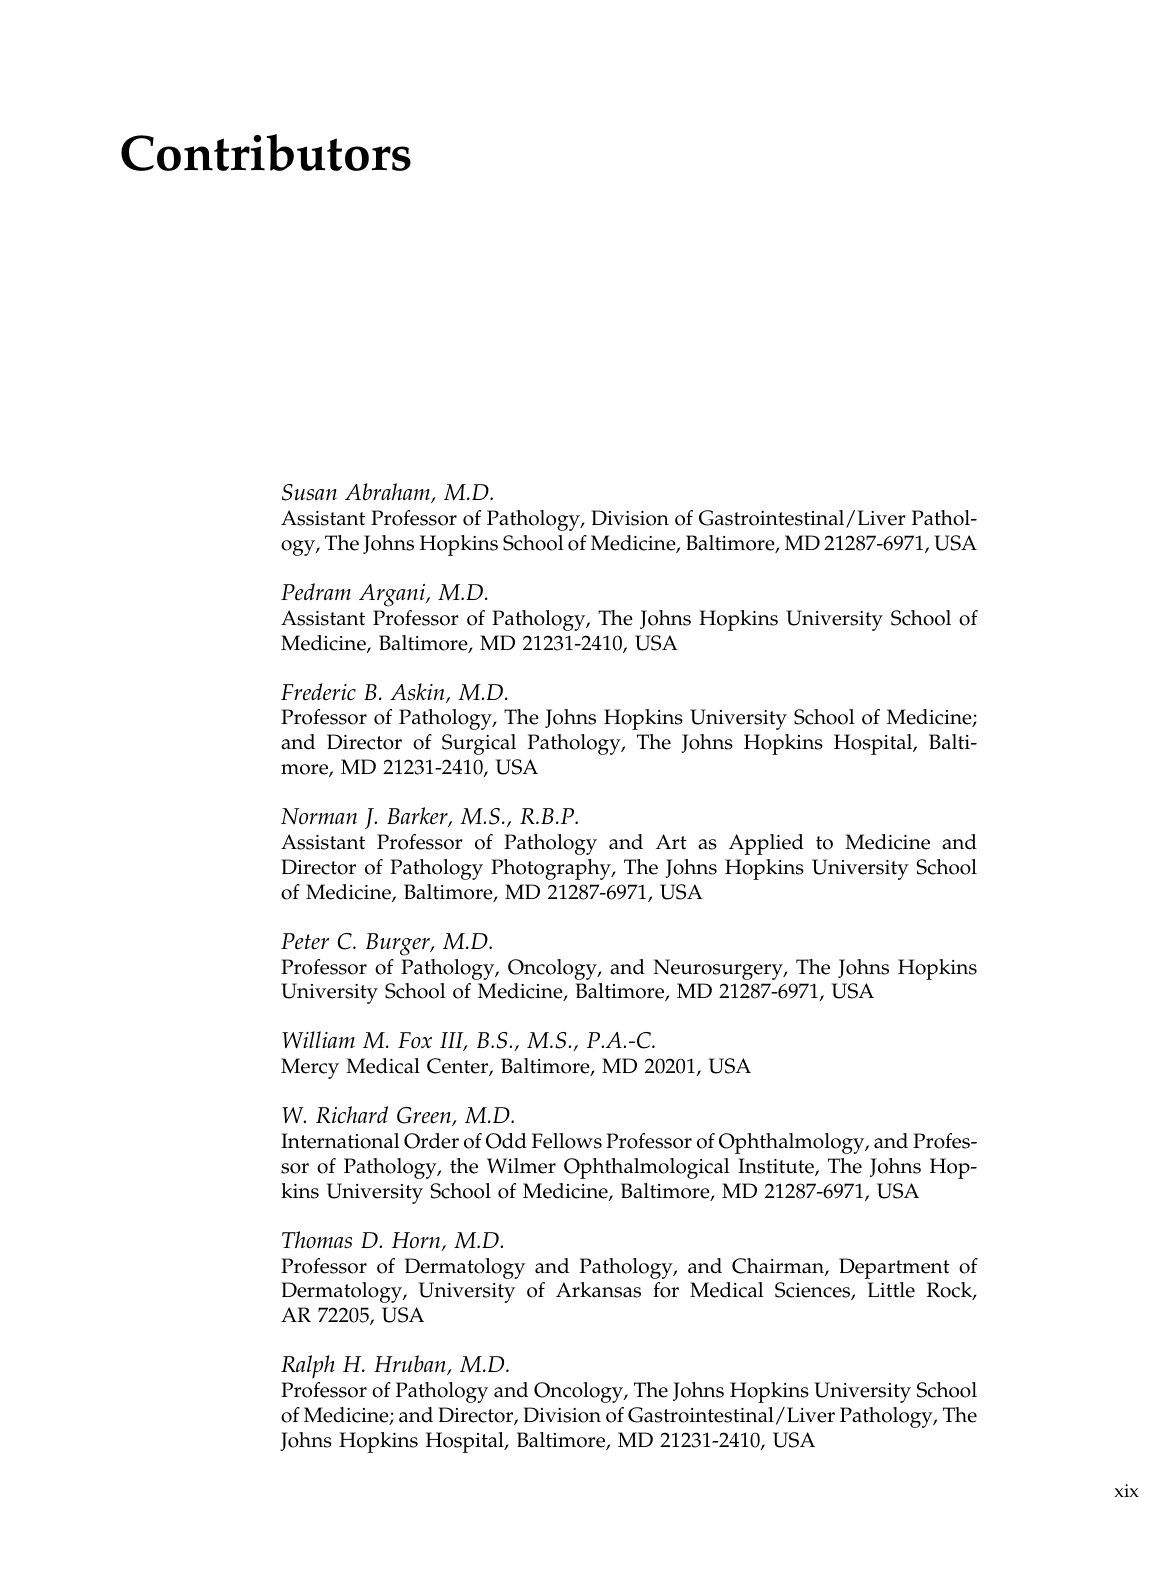 Contributors
Susan Abraham, M.D.
Assistant Professor of Pathology, Division of Gastrointestinal/Liver Pathol-
ogy, The Johns Hopkins School of Medicine, Baltimore, MD 21287-6971, USA
Pedram Argani, M.D.
Assistant Professor of Pathology, The Johns Hopkins University School of
Medicine, Baltimore, MD 21231-2410, USA
Frederic B. Askin, M.D.
Professor of Pathology, The Johns Hopkins University School of Medicine;
and Director of Surgical Pathology, The Johns Hopkins Hospital, Balti-
more, MD 21231-2410, USA
Norman J. Barker, M.S., R.B.P.
Assistant Professor of Pathology and Art as Applied to Medicine and
Director of Pathology Photography, The Johns Hopkins University School
of Medicine, Baltimore, MD 21287-6971, USA
Peter C. Burger, M.D.
Professor of Pathology, Oncology, and Neurosurgery, The Johns Hopkins
University School of Medicine, Baltimore, MD 21287-6971, USA
William M. Fox III, B.S., M.S., P.A.-C.
Mercy Medical Center, Baltimore, MD 20201, USA
W. Richard Green, M.D.
International Order of Odd Fellows Professor of Ophthalmology, and Profes-
sor of Pathology, the Wilmer Ophthalmological Institute, The Johns Hop-
kins University School of Medicine, Baltimore, MD 21287-6971, USA
Thomas D. Horn, M.D.
Professor of Dermatology and Pathology, and Chairman, Department of
Dermatology, University of Arkansas for Medical Sciences, Little Rock,
AR 72205, USA
Ralph H. Hruban, M.D.
Professor of Pathology and Oncology, The Johns Hopkins University School
of Medicine; and Director, Division of Gastrointestinal/Liver Pathology, The
Johns Hopkins Hospital, Baltimore, MD 21231-2410, USA
xix